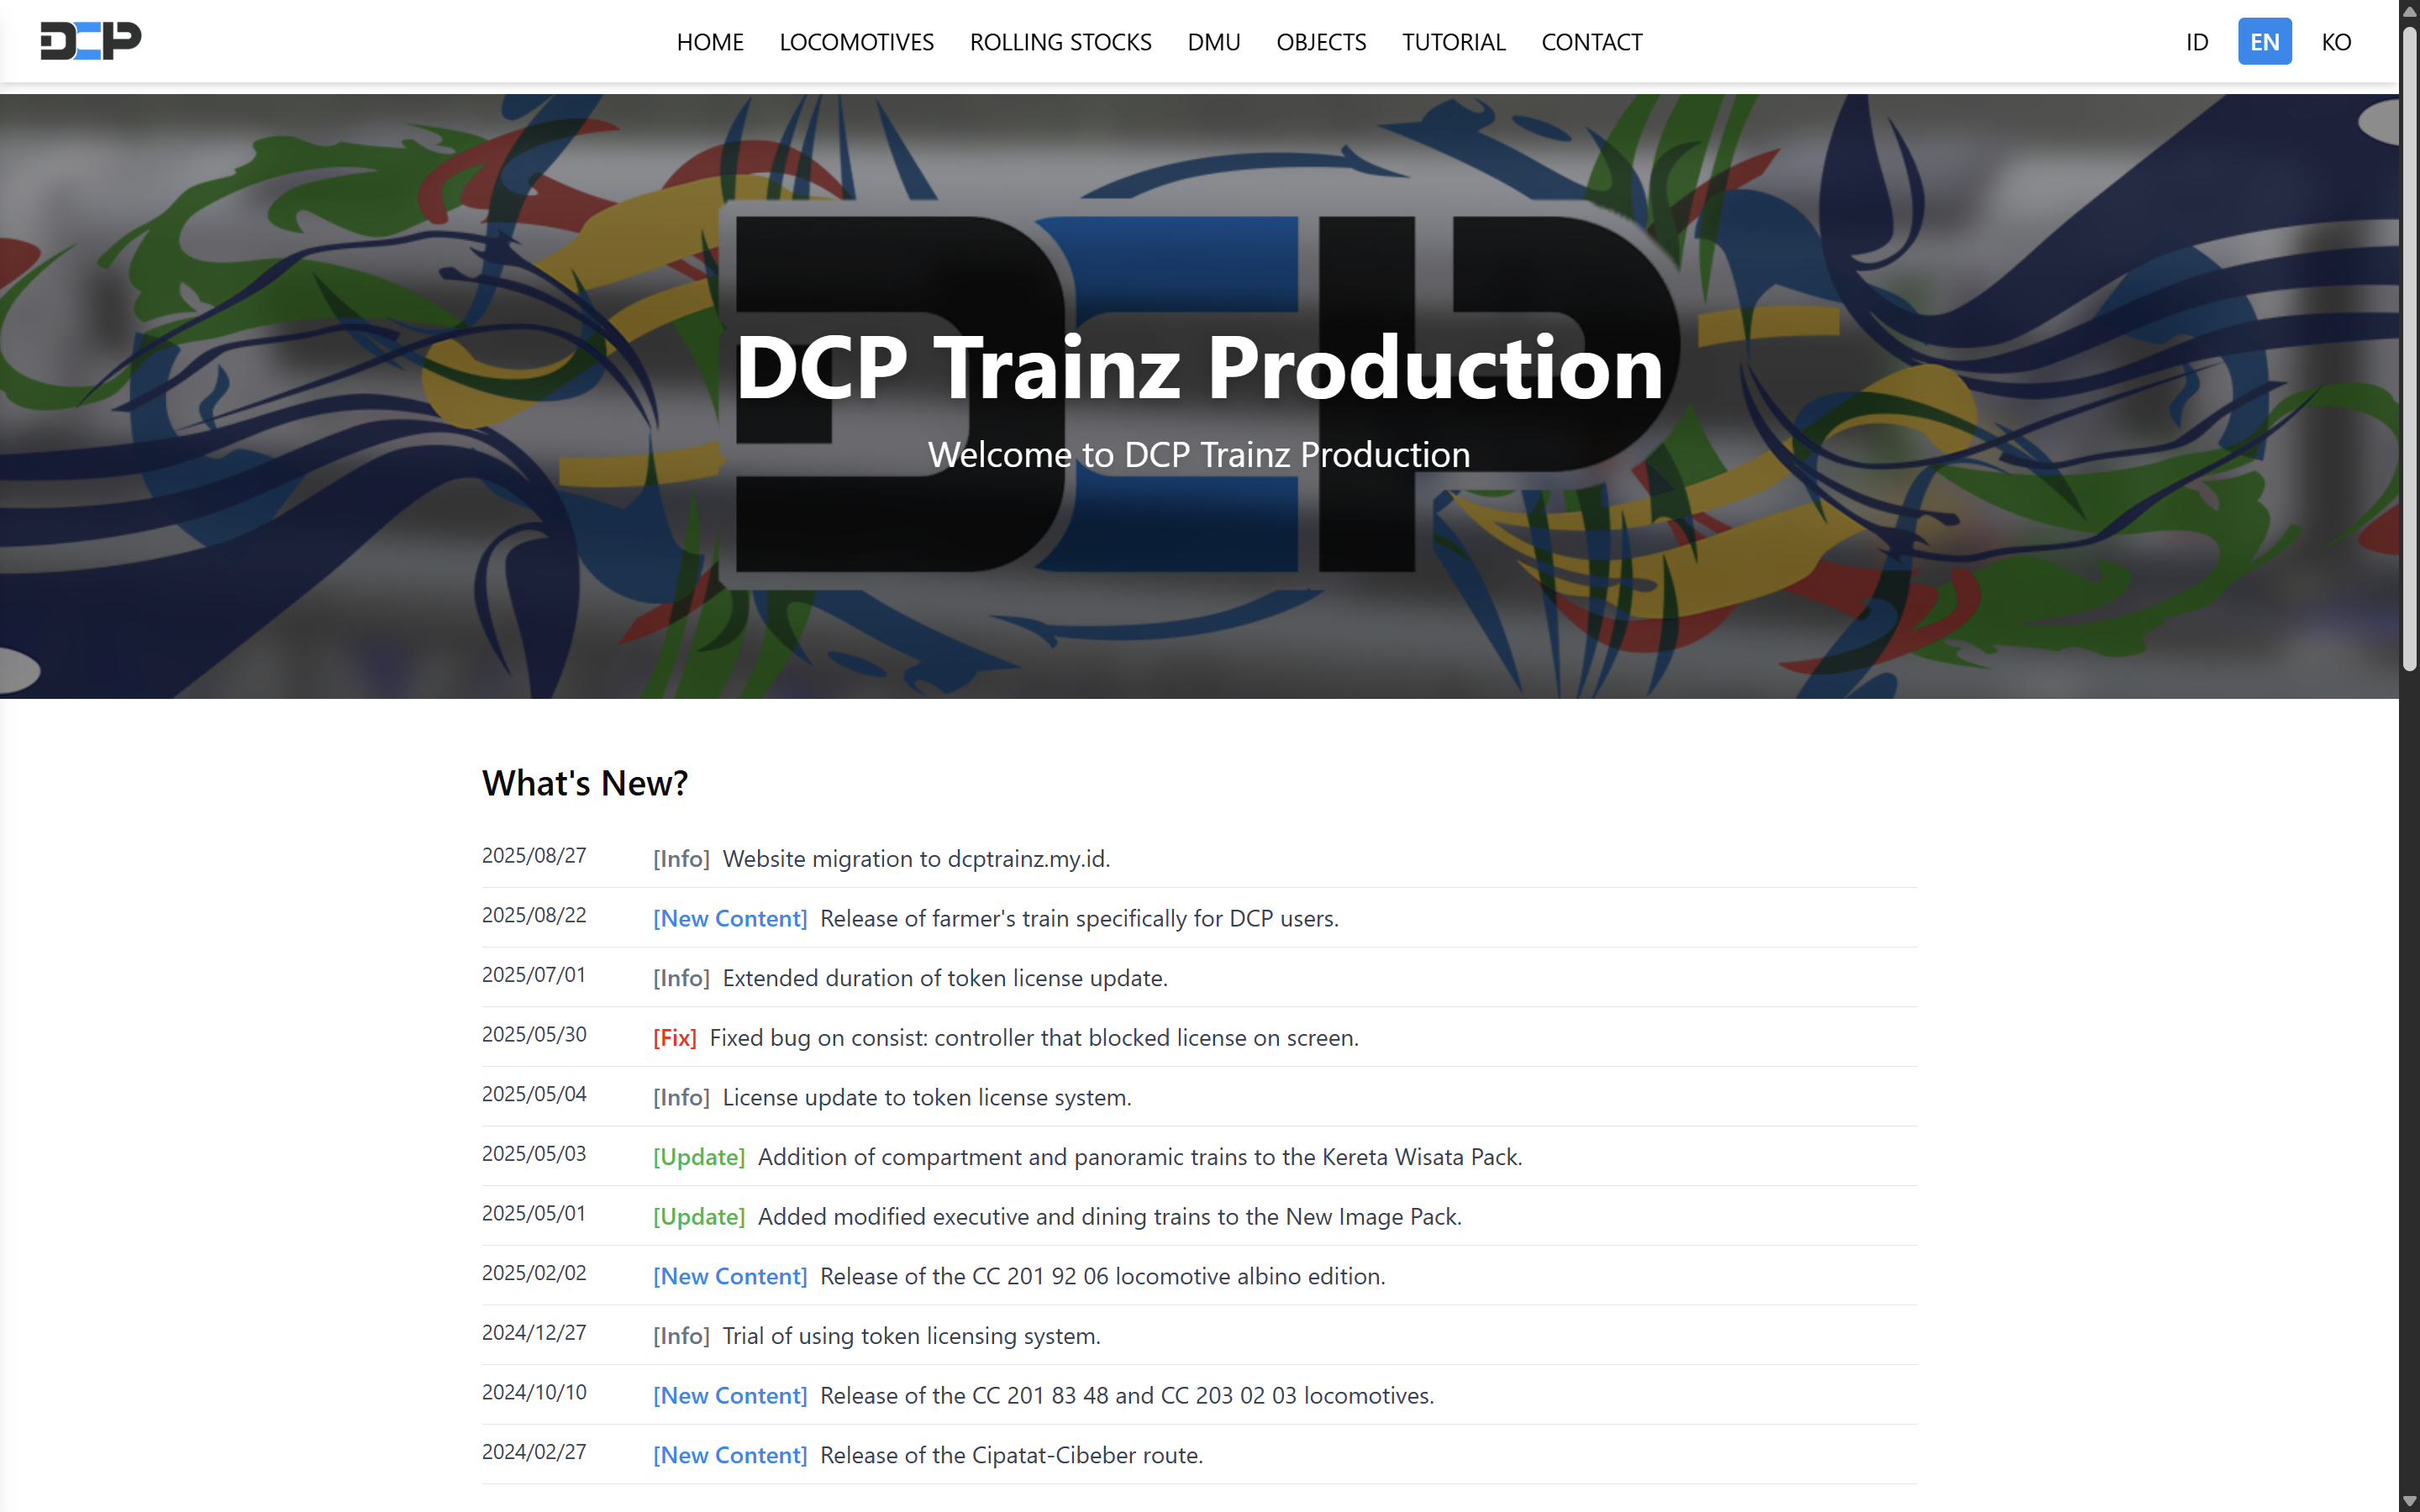 DCP
HOME LOCOMOTIVES ROLLING STOCKS DMU OBJECTS TUTORIAL CONTACT
ID EN KO
DCP
DCP Trainz Production
Welcome to DCP Trainz Production
What's New?
2025/08/27 [Info] Website migration to dcptrainz.my.id.
2025/08/22 [New Content] Release of farmer's train specifically for DCP users.
2025/07/01 [Info] Extended duration of token license update.
2025/05/30 [Fix] Fixed bug on consist: controller that blocked license on screen.
2025/05/04 [Info] License update to token license system.
2025/05/03 [Update] Addition of compartment and panoramic trains to the Kereta Wisata Pack.
2025/05/01 [Update] Added modified executive and dining trains to the New Image Pack.
2025/02/02 [New Content] Release of the CC 201 92 06 locomotive albino edition.
2024/12/27 [Info] Trial of using token licensing system.
2024/10/10 [New Content] Release of the CC 201 83 48 and CC 203 02 03 locomotives.
2024/02/27 [New Content] Release of the Cipatat-Cibeber route.